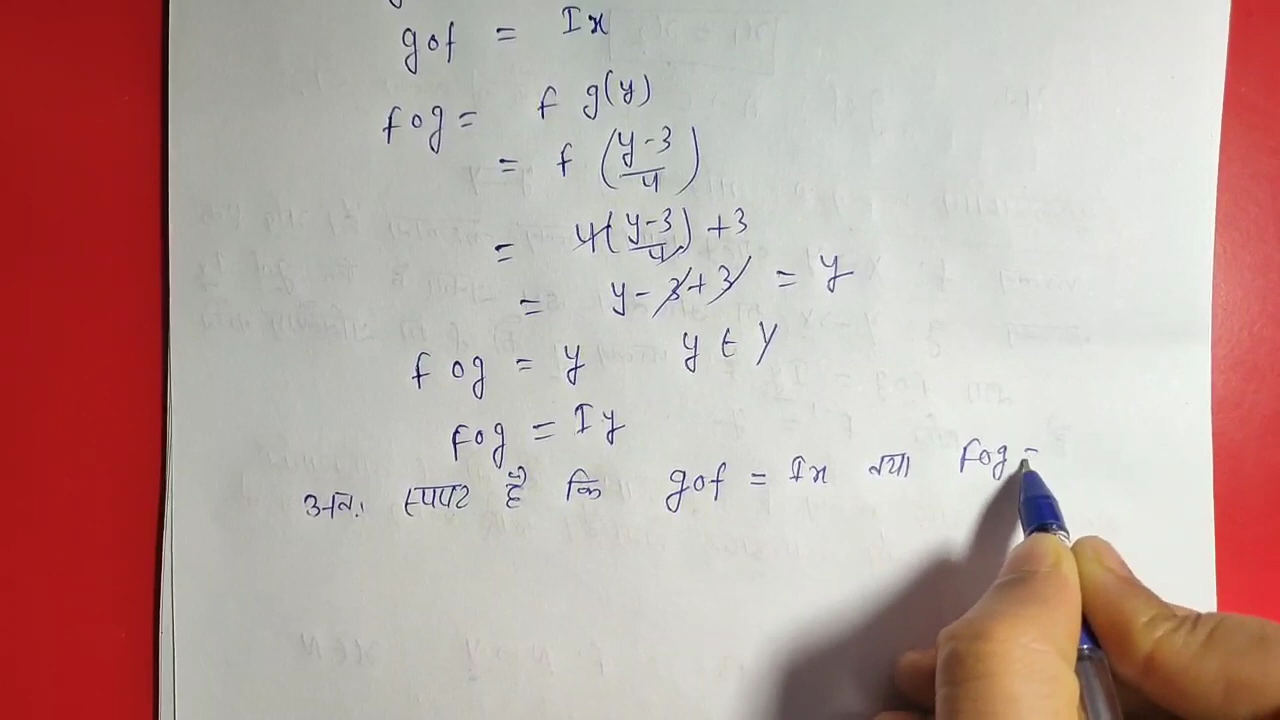 gof = Ix
fog = f g(y)
= f ((y-3)/4)
= 4((y-3)/4) + 3
= y - 3 + 3 = y
fog = y y ∈ Y
fog = Iy
अतः स्पष्ट है कि gof = Ix तथा fog =